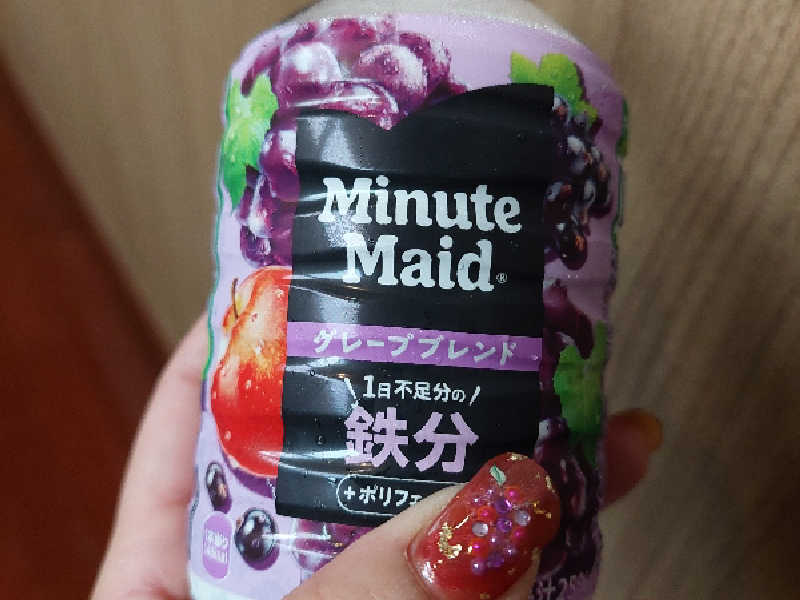 Minute
Maid®
グレープブレンド
1日不足分の
鉄分
+ポリフェ